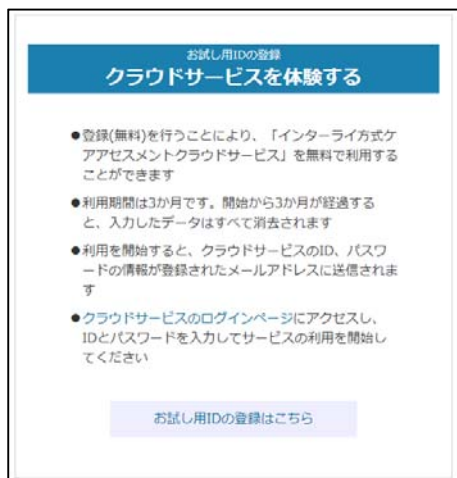 お試し用IDの登録
クラウドサービスを体験する
●登録(無料)を行うことにより、「インターライ方式ケ
アアセスメントクラウドサービス」を無料で利用する
ことができます
●利用期間は3か月です。開始から3か月が経過する
と、入力したデータはすべて消去されます
●利用を開始すると、クラウドサービスのID、パスワ
ードの情報が登録されたメールアドレスに送信されま
す
●クラウドサービスのログインページにアクセスし、
IDとパスワードを入力してサービスの利用を開始し
てください
お試し用IDの登録はこちら